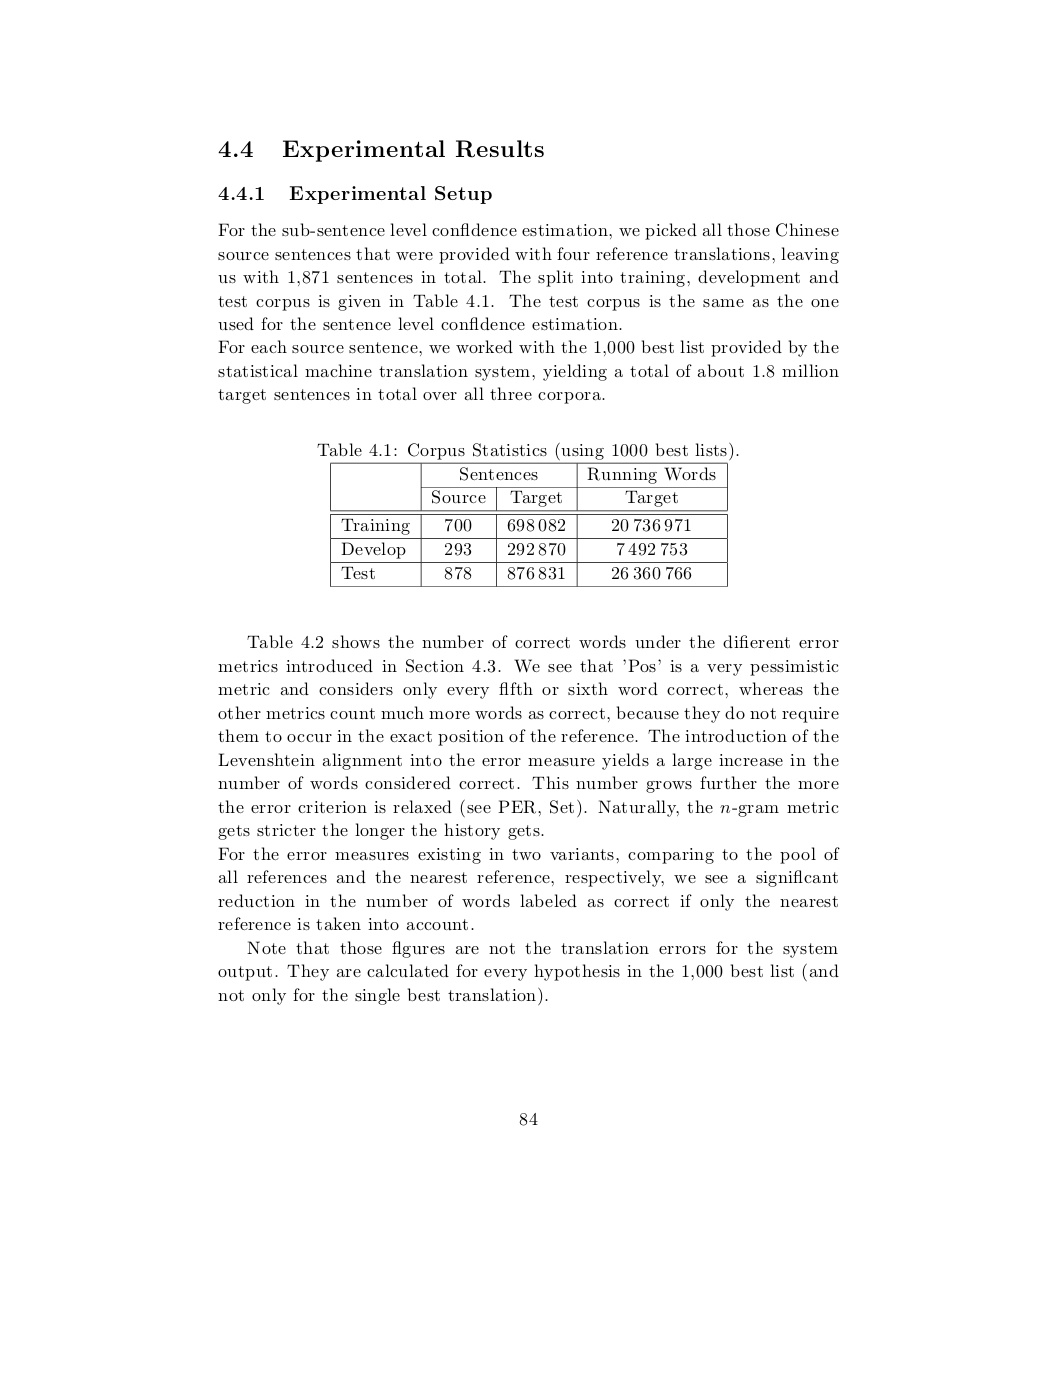 4.4 Experimental Results
4.4.1 Experimental Setup
For the sub-sentence level confldence estimation, we picked all those Chinese
source sentences that were provided with four reference translations, leaving
us with 1,871 sentences in total. The split into training, development and
test corpus is given in Table 4.1. The test corpus is the same as the one
used for the sentence level confldence estimation.
For each source sentence, we worked with the 1,000 best list provided by the
statistical machine translation system, yielding a total of about 1.8 million
target sentences in total over all three corpora.
Table 4.1: Corpus Statistics (using 1000 best lists).
Sentences Running Words
Source Target Target
Training 700 698 082 20 736 971
Develop 293 292 870 7 492 753
Test 878 876 831 26 360 766
Table 4.2 shows the number of correct words under the difierent error
metrics introduced in Section 4.3. We see that 'Pos' is a very pessimistic
metric and considers only every flfth or sixth word correct, whereas the
other metrics count much more words as correct, because they do not require
them to occur in the exact position of the reference. The introduction of the
Levenshtein alignment into the error measure yields a large increase in the
number of words considered correct. This number grows further the more
the error criterion is relaxed (see PER, Set). Naturally, the n-gram metric
gets stricter the longer the history gets.
For the error measures existing in two variants, comparing to the pool of
all references and the nearest reference, respectively, we see a signiflcant
reduction in the number of words labeled as correct if only the nearest
reference is taken into account.
Note that those flgures are not the translation errors for the system
output. They are calculated for every hypothesis in the 1,000 best list (and
not only for the single best translation).
84